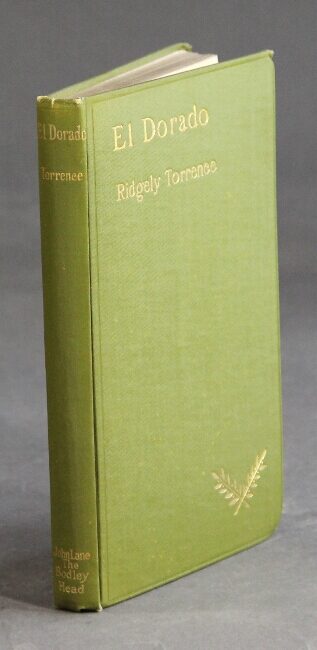 El Dorado
Torrence
John Lane
The
Bodley
Head
El Dorado
Ridgely Torrence